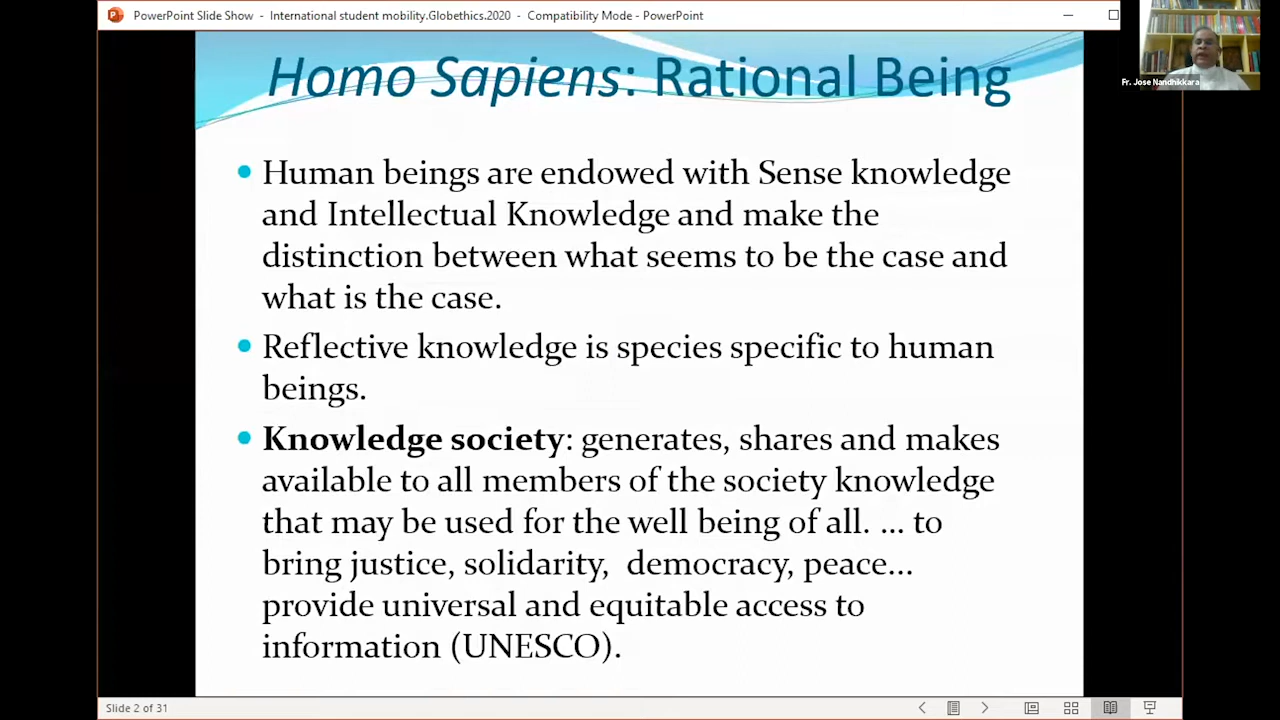 PowerPoint Slide Show - International student mobility.Globethics.2020 - Compatibility Mode - PowerPoint
Fr. Jose Nandhikkara
Homo Sapiens: Rational Being
• Human beings are endowed with Sense knowledge
and Intellectual Knowledge and make the
distinction between what seems to be the case and
what is the case.
• Reflective knowledge is species specific to human
beings.
• Knowledge society: generates, shares and makes
available to all members of the society knowledge
that may be used for the well being of all. ... to
bring justice, solidarity, democracy, peace...
provide universal and equitable access to
information (UNESCO).
Slide 2 of 31